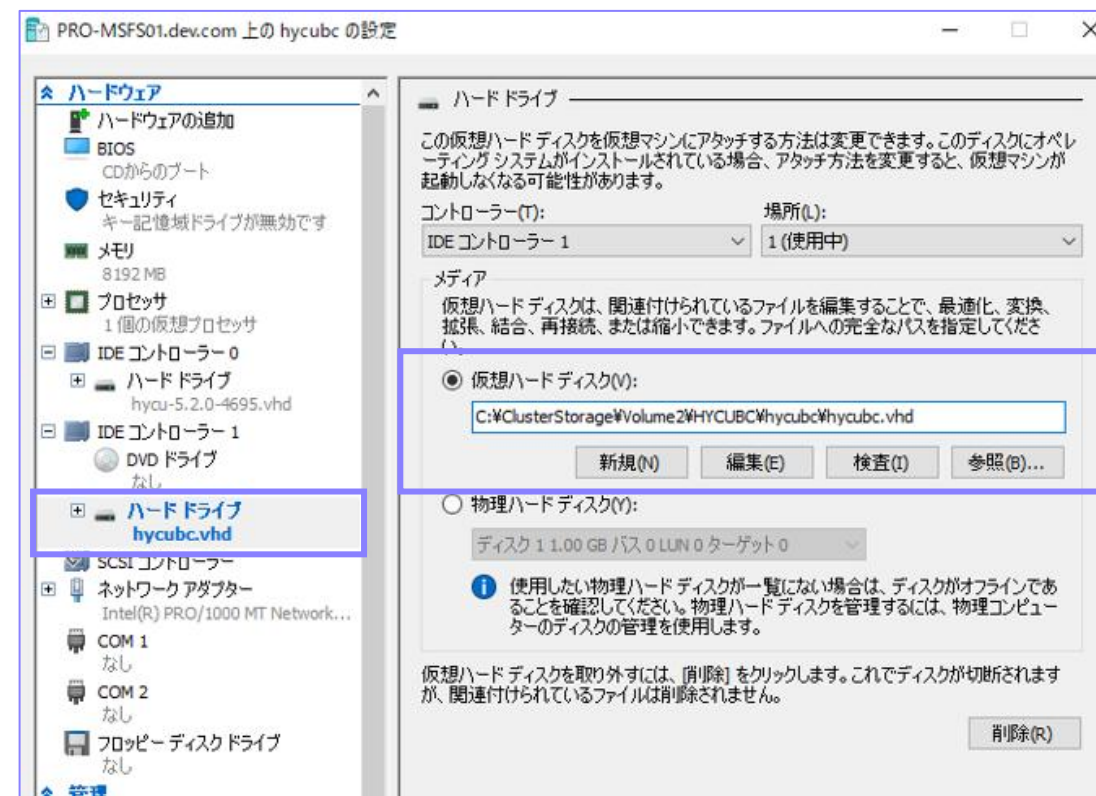 PRO-MSFS01.dev.com 上の hycubc の設定
ハードウェア
ハードウェアの追加
BIOS
CDからのブート
セキュリティ
キー記憶域ドライブが無効です
メモリ
8192 MB
プロセッサ
1 個の仮想プロセッサ
IDE コントローラー 0
ハード ドライブ
hycu-5.2.0-4695.vhd
IDE コントローラー 1
DVD ドライブ
なし
ハード ドライブ
hycubc.vhd
SCSI コントローラー
ネットワーク アダプター
Intel(R) PRO/1000 MT Network...
COM 1
なし
COM 2
なし
フロッピー ディスク ドライブ
なし
管理
ハード ドライブ
この仮想ハード ディスクを仮想マシンにアタッチする方法は変更できます。このディスクにオペレ
ーティング システムがインストールされている場合、アタッチ方法を変更すると、仮想マシンが
起動しなくなる可能性があります。
コントローラー(T): 場所(L):
IDE コントローラー 1 1 (使用中)
メディア
仮想ハード ディスクは、関連付けられているファイルを編集することで、最適化、変換、
拡張、結合、再接続、または縮小できます。ファイルへの完全なパスを指定してくださ
い。
仮想ハード ディスク(V):
C:¥ClusterStorage¥Volume2¥HYCUBC¥hycubc¥hycubc.vhd
新規(N) 編集(E) 検査(I) 参照(B)...
物理ハード ディスク(Y):
ディスク 1 1.00 GB バス 0 LUN 0 ターゲット 0
使用したい物理ハード ディスクが一覧にない場合は、ディスクがオフラインであ
ることを確認してください。物理ハード ディスクを管理するには、物理コンピュー
ターのディスクの管理を使用します。
仮想ハード ディスクを取り外すには、[削除] をクリックします。これでディスクが切断されます
が、関連付けられているファイルは削除されません。
削除(R)